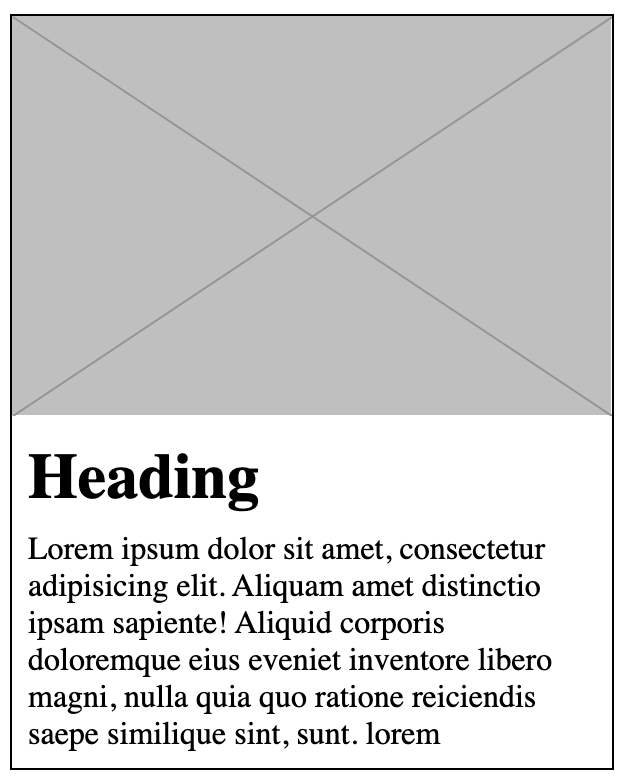 Heading
Lorem ipsum dolor sit amet, consectetur
adipisicing elit. Aliquam amet distinctio
ipsam sapiente! Aliquid corporis
doloremque eius eveniet inventore libero
magni, nulla quia quo ratione reiciendis
saepe similique sint, sunt. lorem